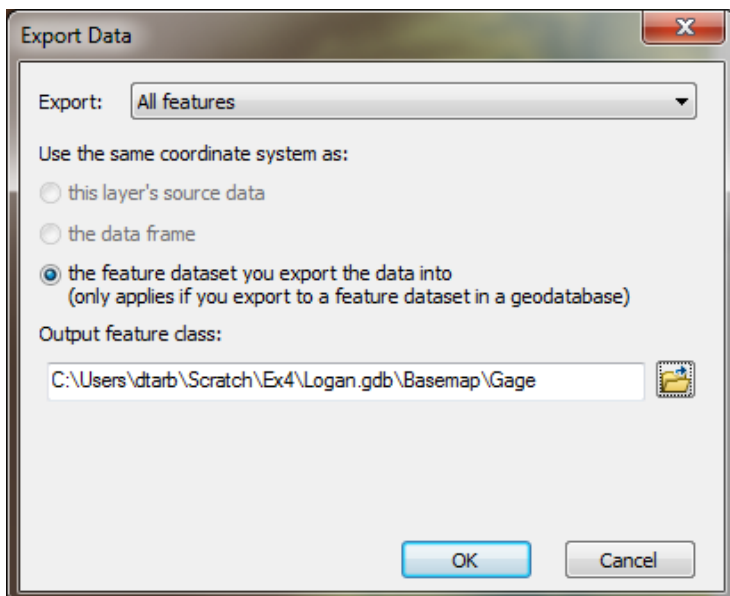 Export Data
Export: All features
Use the same coordinate system as:
this layer's source data
the data frame
the feature dataset you export the data into
(only applies if you export to a feature dataset in a geodatabase)
Output feature class:
C:\Users\dtarb\Scratch\Ex4\Logan.gdb\Basemap\Gage
OK Cancel